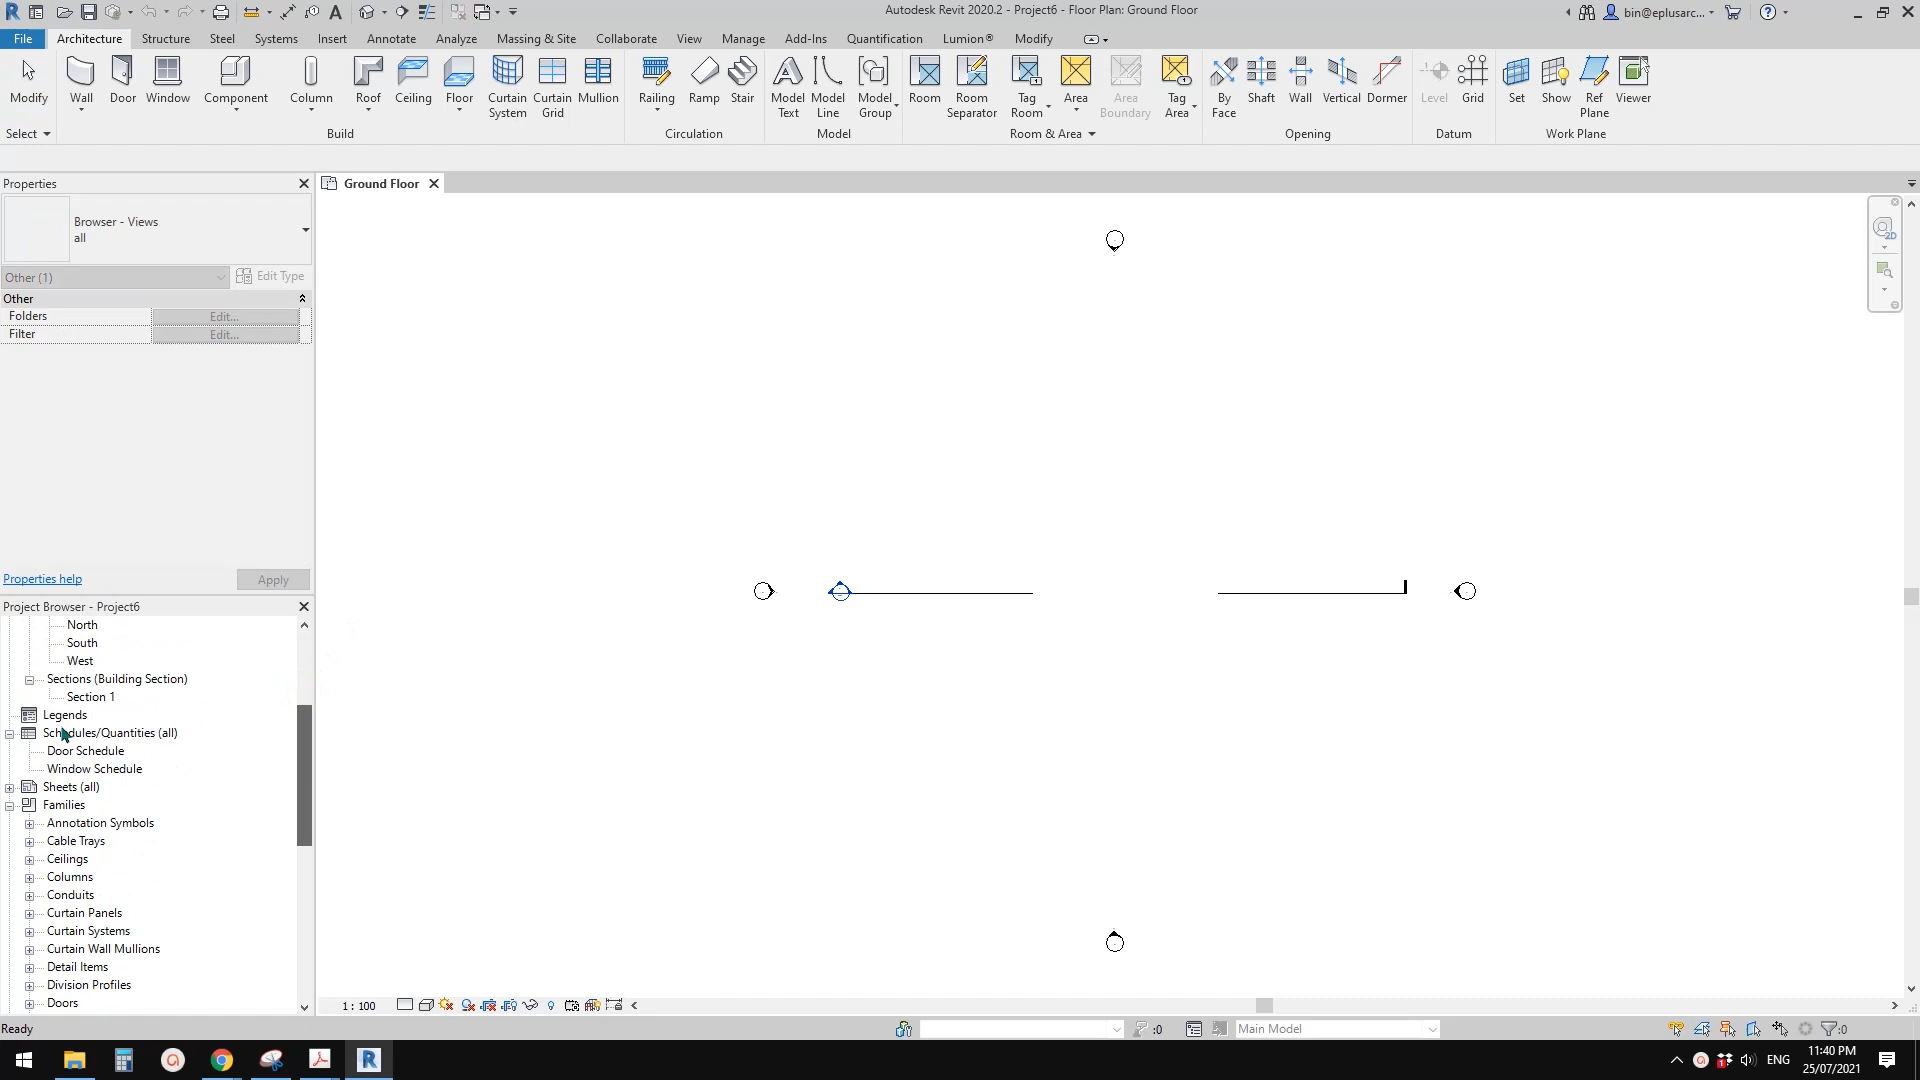 Autodesk Revit 2020.2 - Project6 - Floor Plan: Ground Floor
bin@eplusarc...
File Architecture Structure Steel Systems Insert Annotate Analyze Massing & Site Collaborate View Manage Add-Ins Quantification Lumion® Modify
Modify Wall Door Window Component Column Roof Ceiling Floor Curtain System Curtain Grid Mullion Railing Ramp Stair Model Text Model Line Model Group Room Room Separator Tag Room Area Area Boundary Tag Area By Face Shaft Wall Vertical Dormer Level Grid Set Show Ref Plane Viewer
Select Build Circulation Model Room & Area Opening Datum Work Plane
Properties
Ground Floor
Browser - Views
all
Other (1)
Edit Type
Other
Folders Edit...
Filter Edit...
Properties help
Apply
Project Browser - Project6
North
South
West
Sections (Building Section)
Section 1
Legends
Schedules/Quantities (all)
Door Schedule
Window Schedule
Sheets (all)
Families
Annotation Symbols
Cable Trays
Ceilings
Columns
Conduits
Curtain Panels
Curtain Systems
Curtain Wall Mullions
Detail Items
Division Profiles
Doors
1 : 100
Ready
:0
Main Model
:0
ENG
11:40 PM
25/07/2021